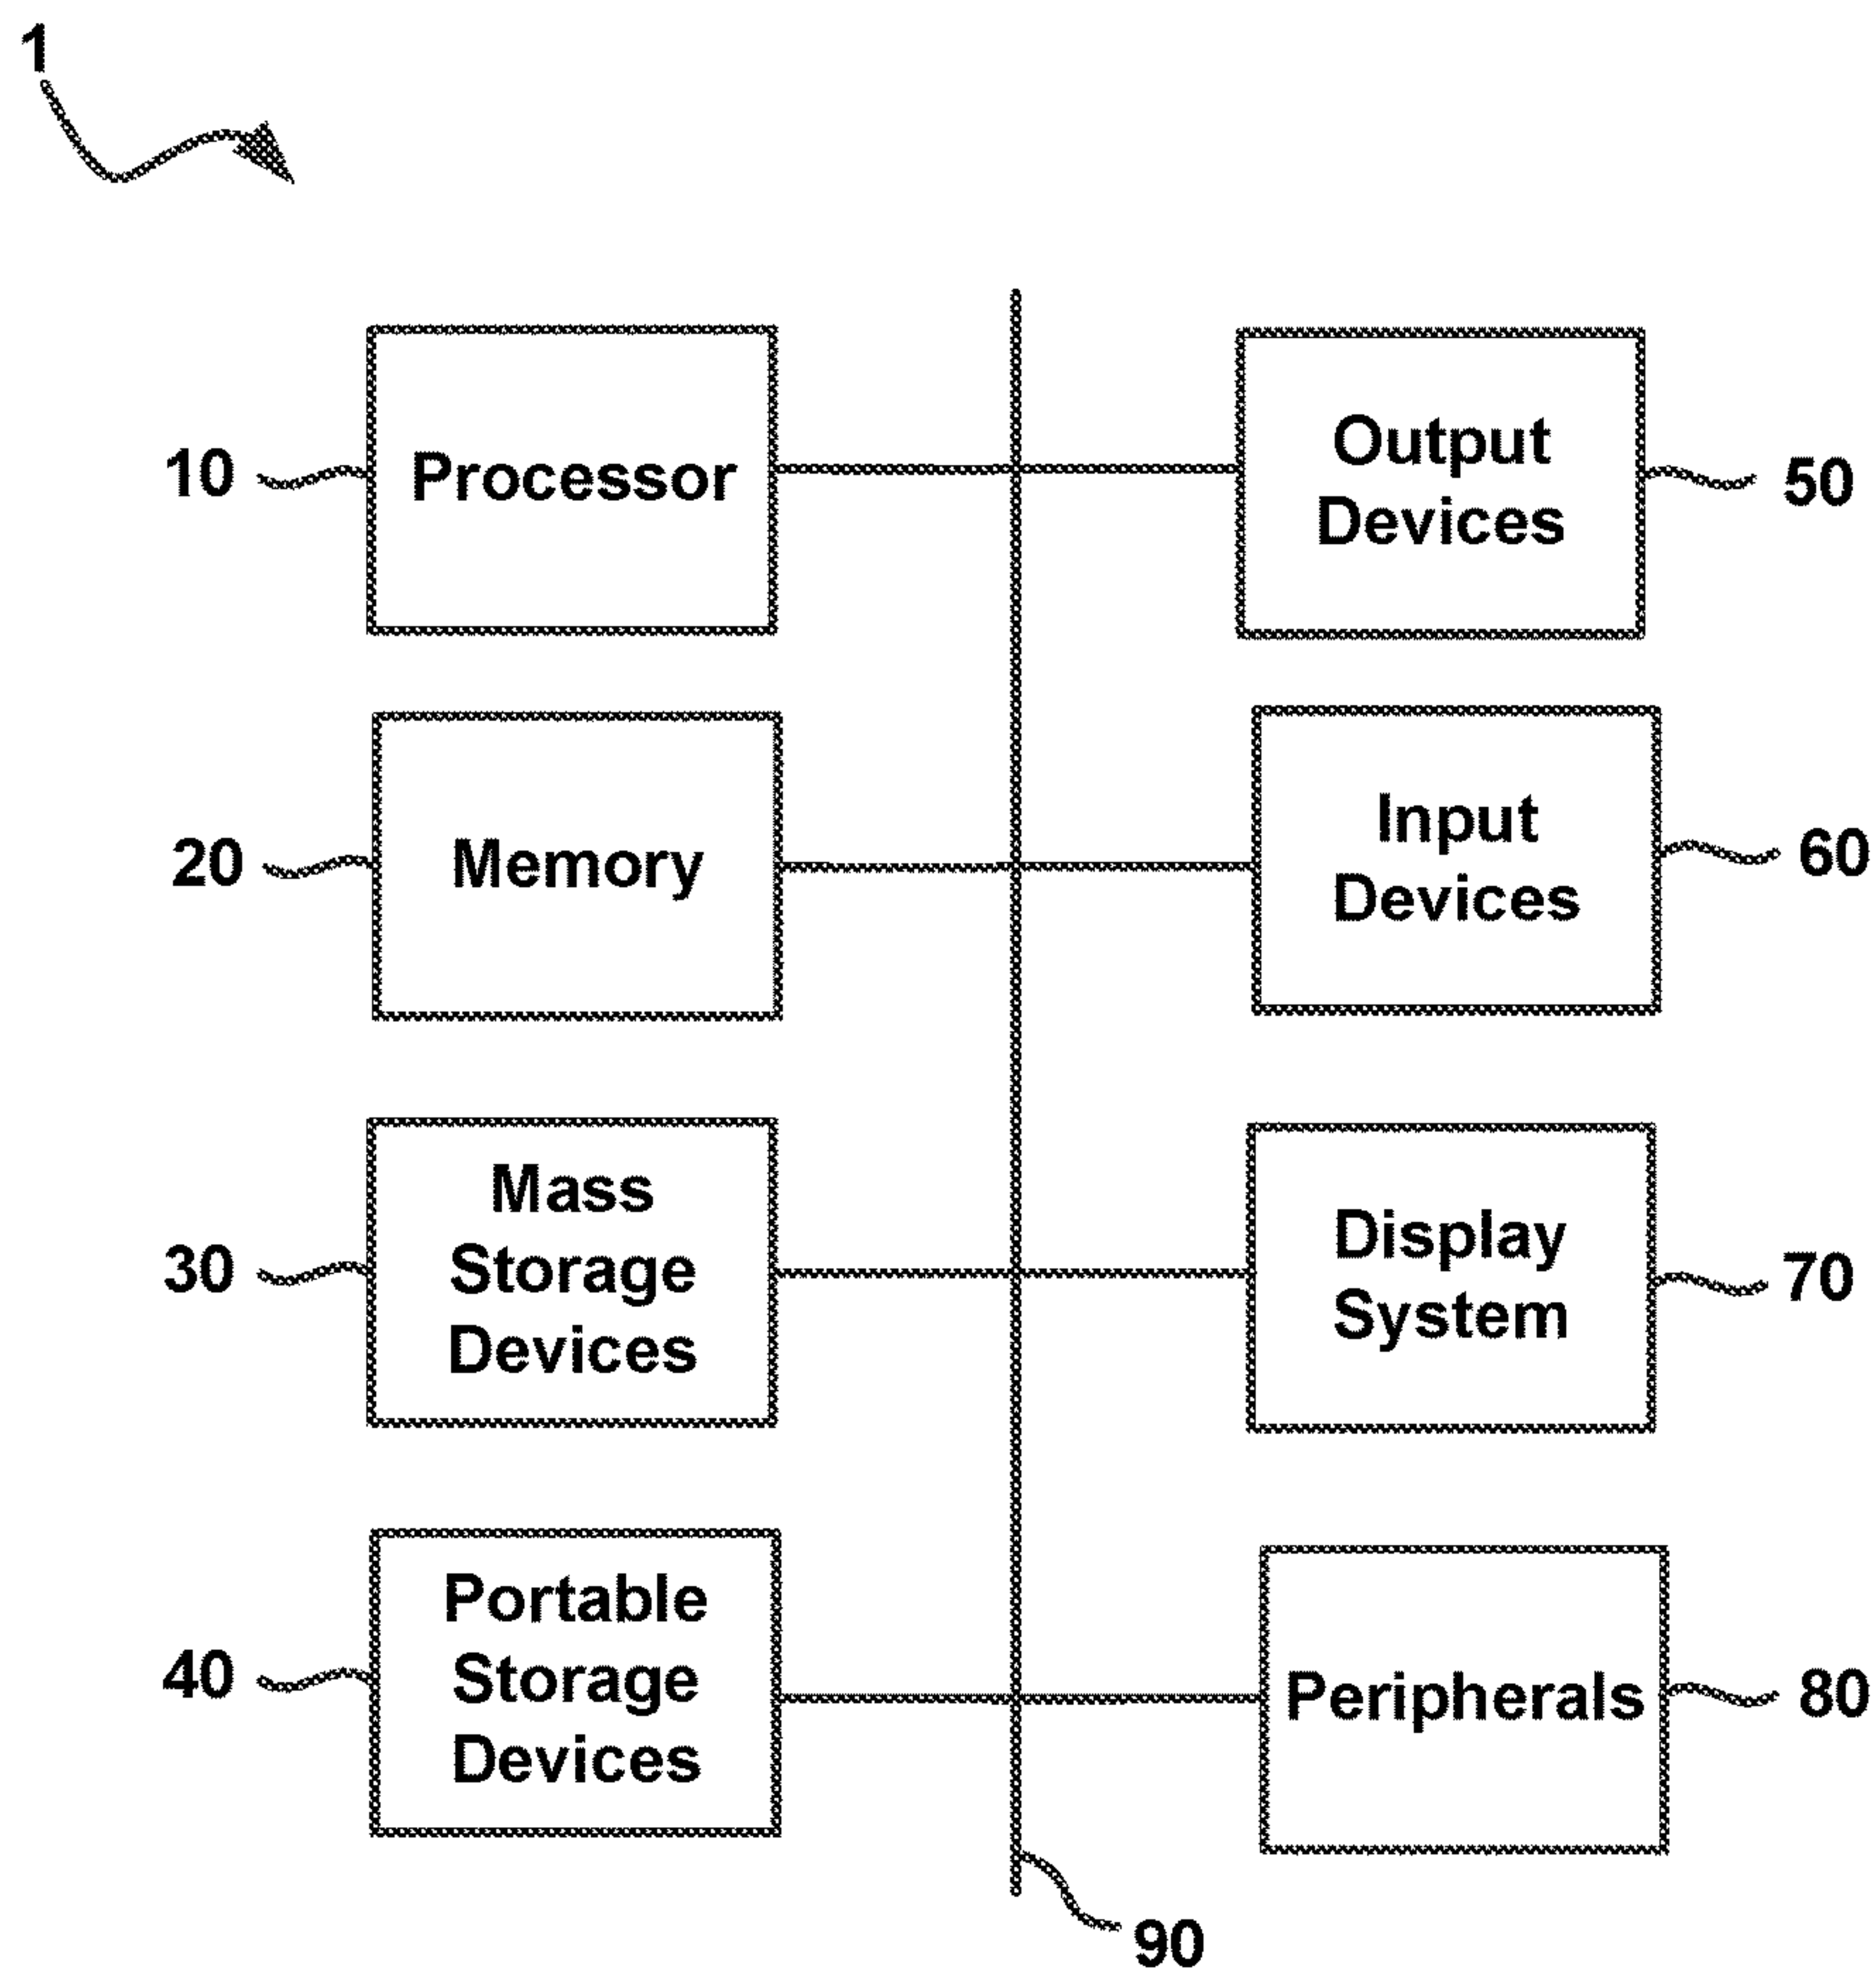 1
10
Processor
Output
Devices
50
20
Memory
Input
Devices
60
30
Mass
Storage
Devices
Display
System
70
40
Portable
Storage
Devices
Peripherals
80
90